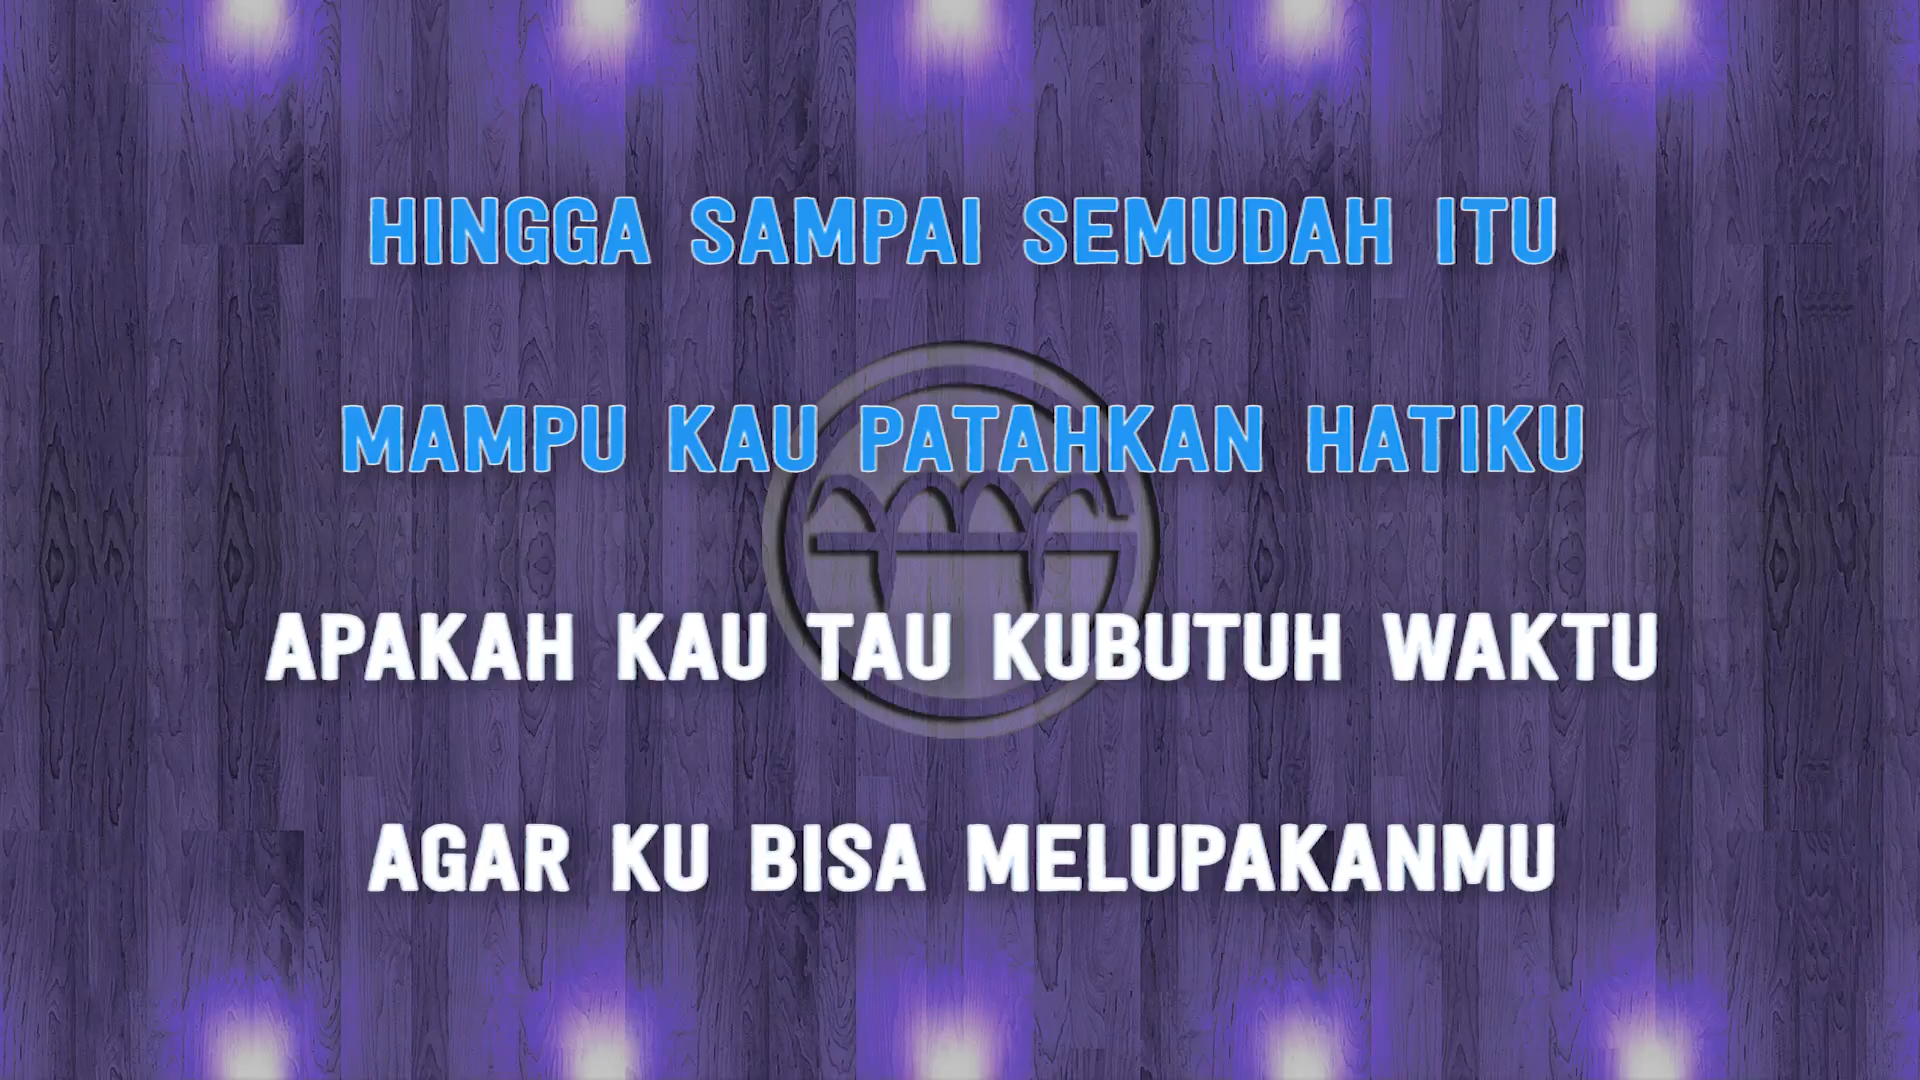 HINGGA SAMPAI SEMUDAH ITU
MAMPU KAU PATAHKAN HATIKU
APAKAH KAU TAU KUBUTUH WAKTU
AGAR KU BISA MELUPAKANMU